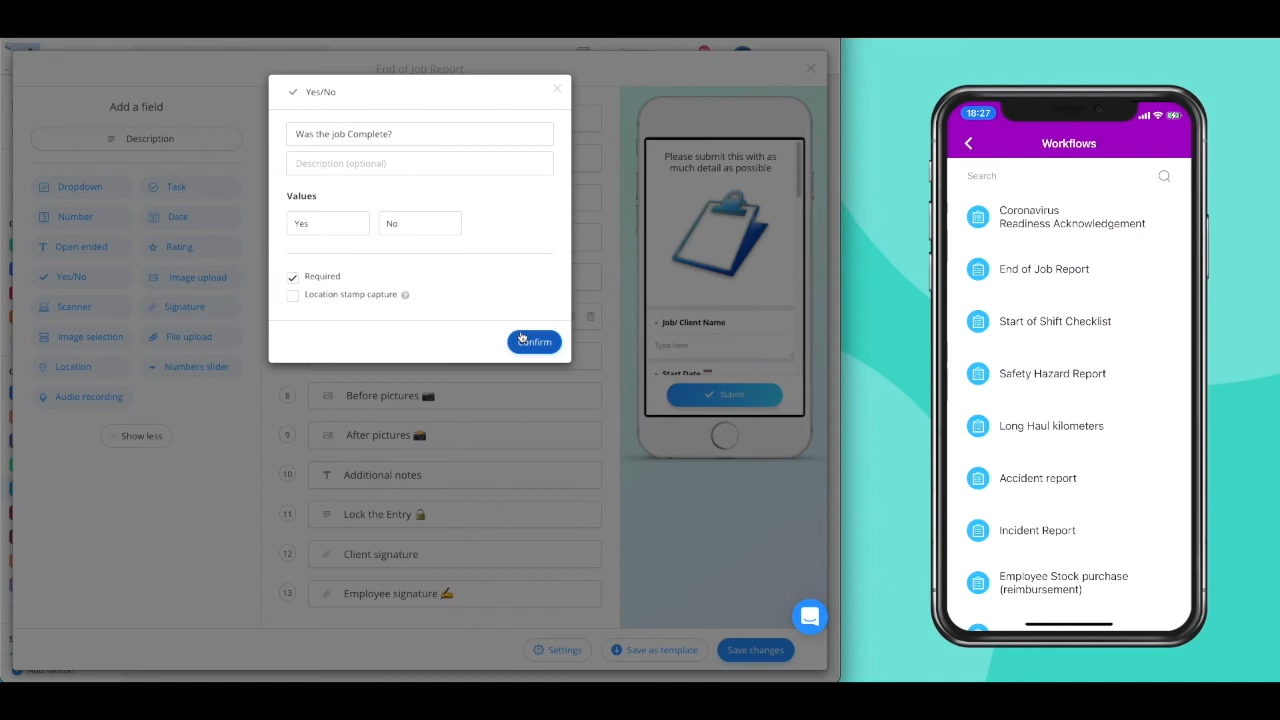 End of Job Report
Add a field
Description
Dropdown
Task
Number
Date
Open ended
Rating
Yes/No
Image upload
Scanner
Signature
Image selection
File upload
Location
Numbers slider
Audio recording
Show less
Yes/No
Was the job Complete?
Description (optional)
Values
Yes
No
Required
Location stamp capture
?
Confirm
8
Before pictures 📷
9
After pictures 📸
10
Additional notes
11
Lock the Entry 🔒
12
Client signature
13
Employee signature ✍
Settings
Save as template
Save changes
Please submit this with as
much detail as possible
Job/ Client Name
Type here
Start Date
Submit
18:27
Workflows
Search
Coronavirus
Readiness Acknowledgement
End of Job Report
Start of Shift Checklist
Safety Hazard Report
Long Haul kilometers
Accident report
Incident Report
Employee Stock purchase
(reimbursement)